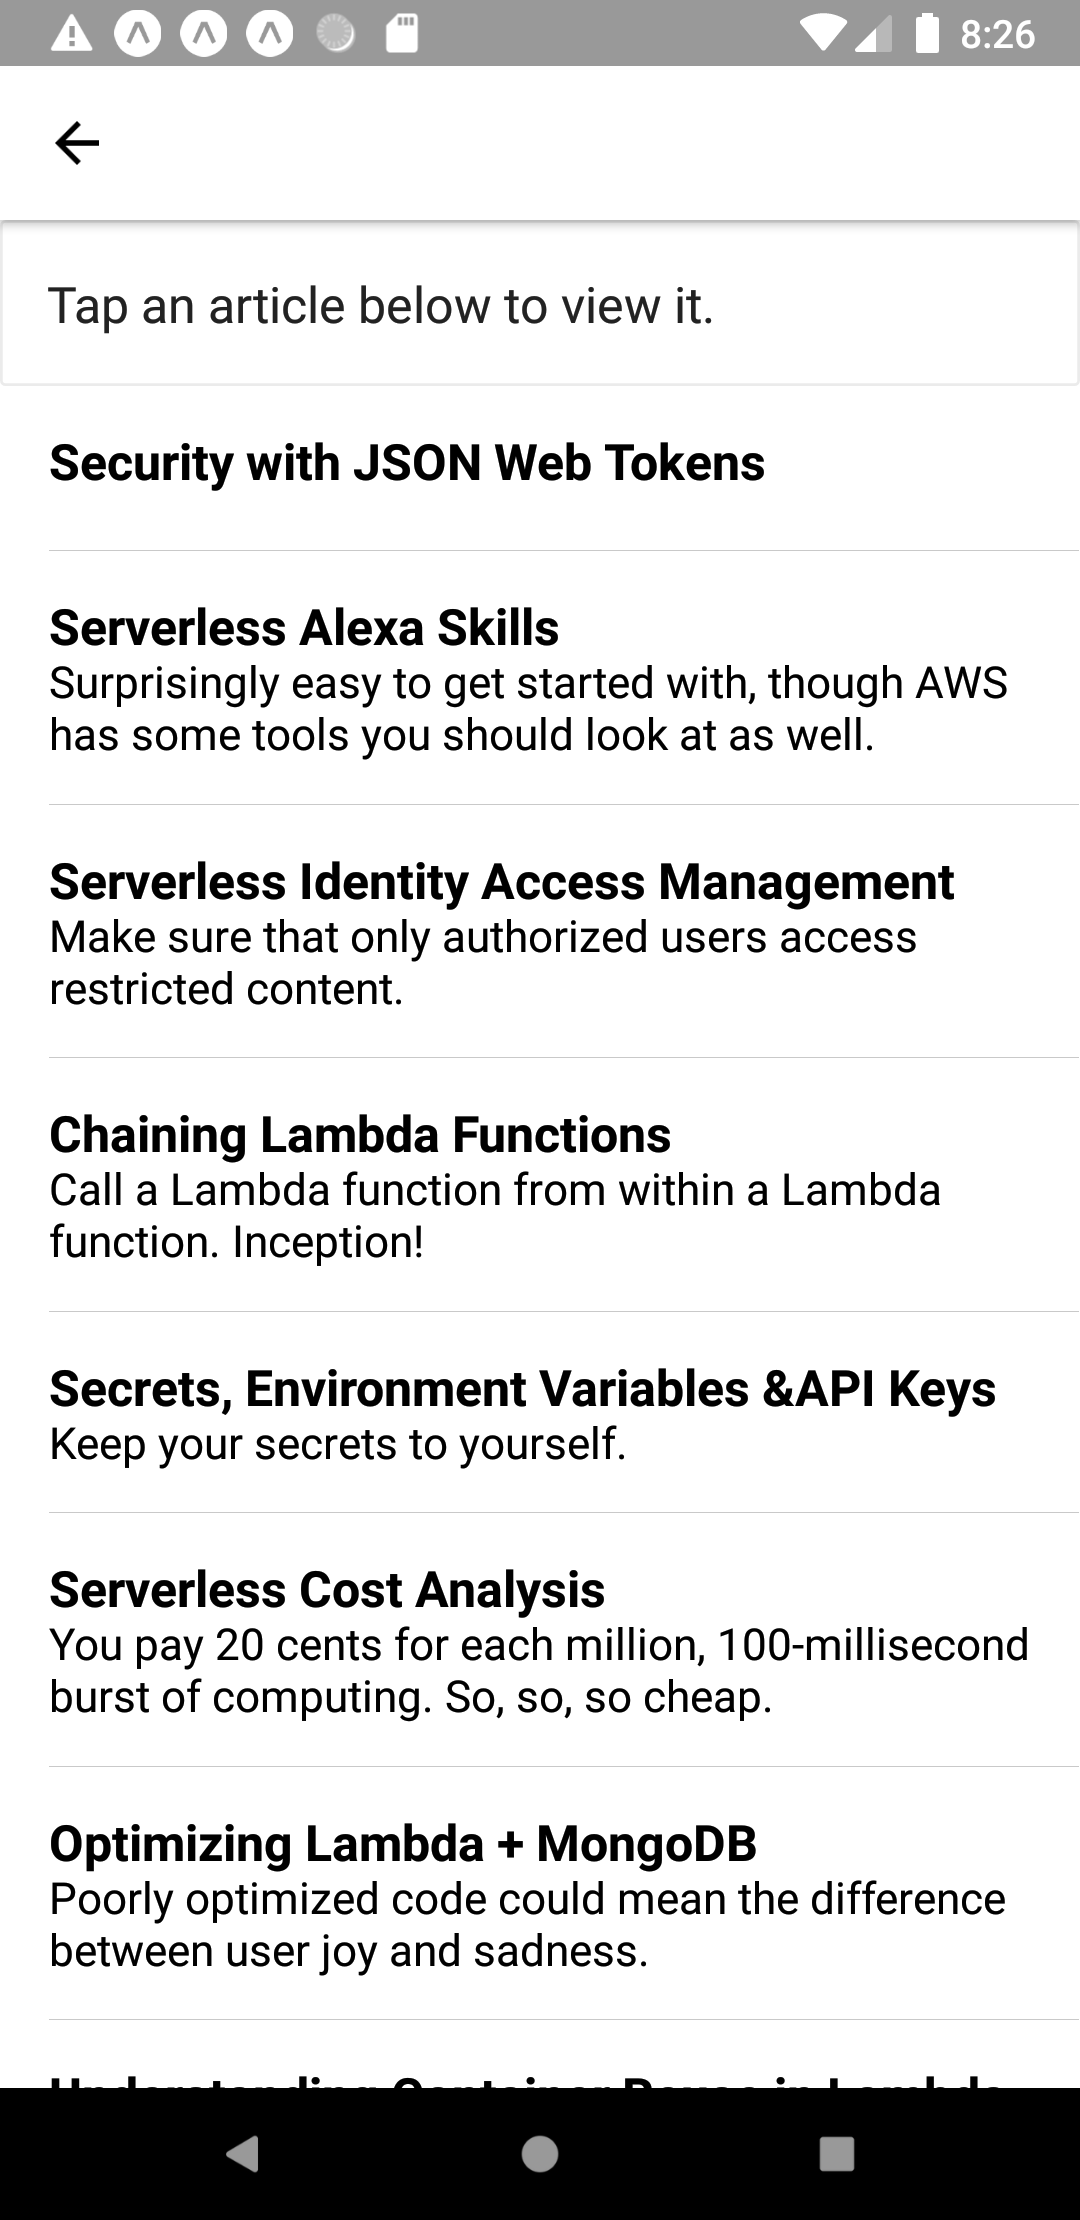 8:26
Tap an article below to view it.
Security with JSON Web Tokens
Serverless Alexa Skills
Surprisingly easy to get started with, though AWS
has some tools you should look at as well.
Serverless Identity Access Management
Make sure that only authorized users access
restricted content.
Chaining Lambda Functions
Call a Lambda function from within a Lambda
function. Inception!
Secrets, Environment Variables &API Keys
Keep your secrets to yourself.
Serverless Cost Analysis
You pay 20 cents for each million, 100-millisecond
burst of computing. So, so, so cheap.
Optimizing Lambda + MongoDB
Poorly optimized code could mean the difference
between user joy and sadness.
Understanding Container Reuse in Lambda